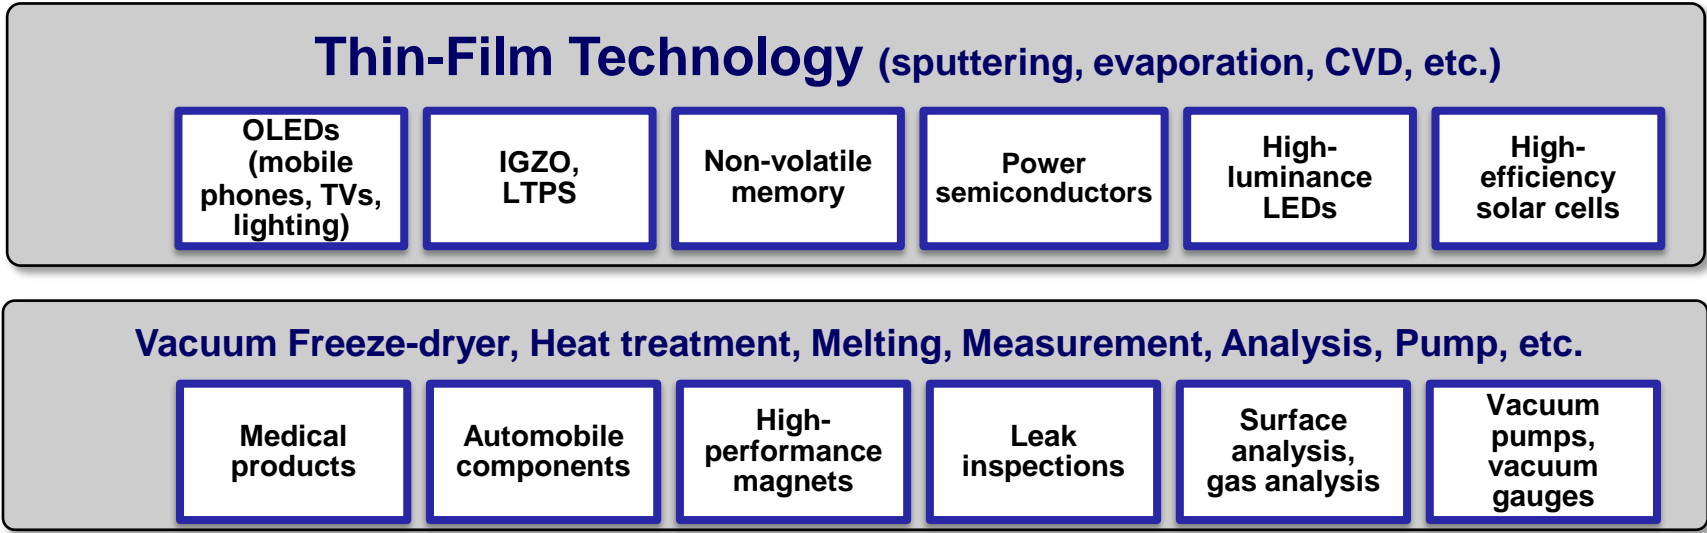 Thin-Film Technology (sputtering, evaporation, CVD, etc.)
OLEDs
(mobile
phones, TVs,
lighting)
IGZO,
LTPS
Non-volatile
memory
Power
semiconductors
High-
luminance
LEDs
High-
efficiency
solar cells
Vacuum Freeze-dryer, Heat treatment, Melting, Measurement, Analysis, Pump, etc.
Medical
products
Automobile
components
High-
performance
magnets
Leak
inspections
Surface
analysis,
gas analysis
Vacuum
pumps,
vacuum
gauges